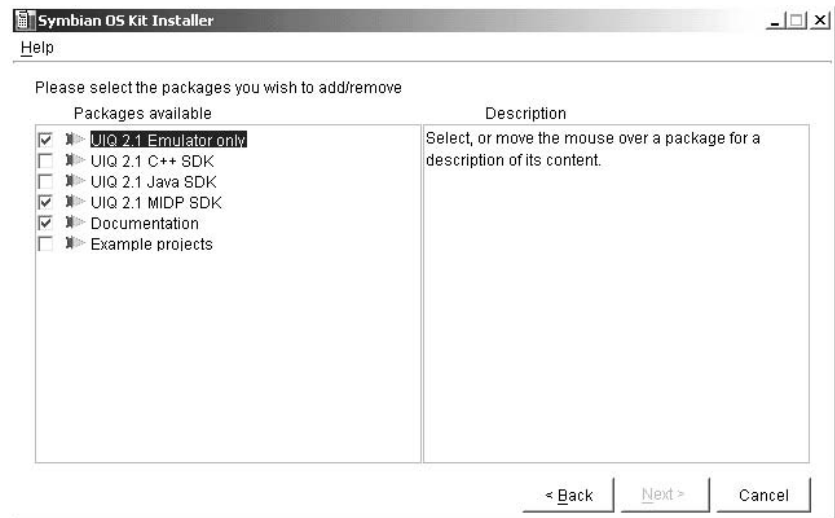 Symbian OS Kit Installer
Help
Please select the packages you wish to add/remove
Packages available
Description
UIQ 2.1 Emulator only
UIQ 2.1 C++ SDK
UIQ 2.1 Java SDK
UIQ 2.1 MIDP SDK
Documentation
Example projects
Select, or move the mouse over a package for a
description of its content.
< Back
Next >
Cancel